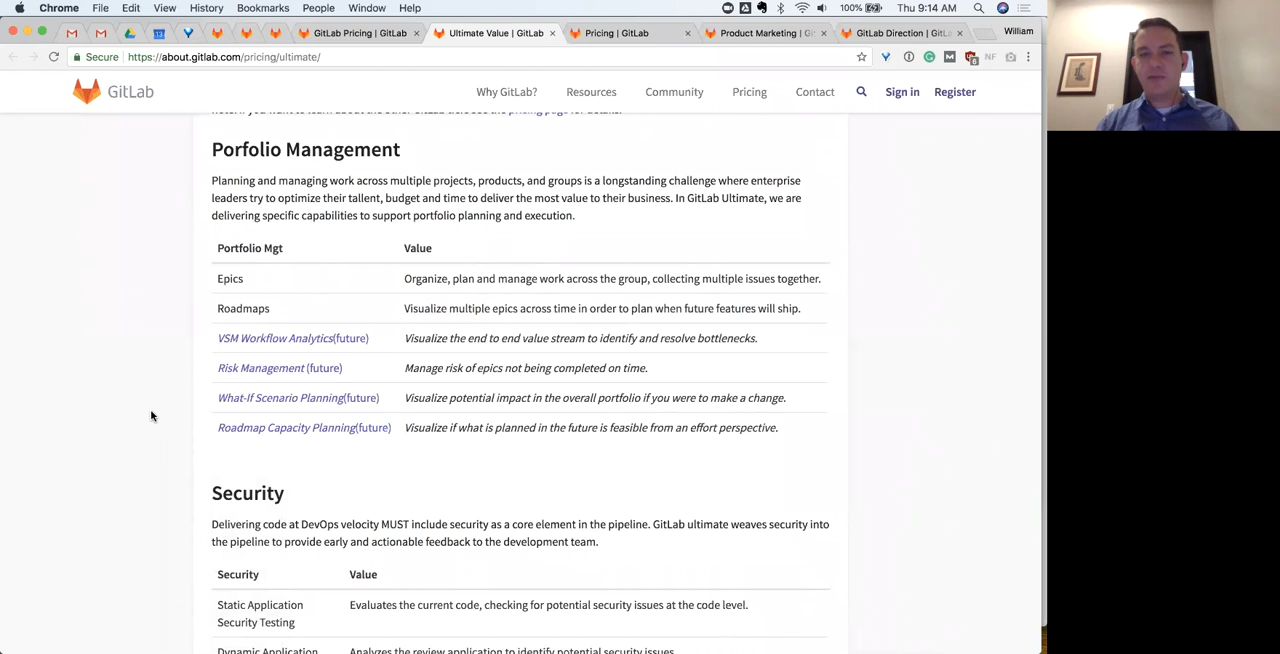 Chrome File Edit View History Bookmarks People Window Help 100% Thu 9:14 AM
GitLab Pricing | GitLab Ultimate Value | GitLab Pricing | GitLab Product Marketing | Gi GitLab Direction | GitLa William
Secure https://about.gitlab.com/pricing/ultimate/
GitLab Why GitLab? Resources Community Pricing Contact Sign in Register
Porfolio Management
Planning and managing work across multiple projects, products, and groups is a longstanding challenge where enterprise
leaders try to optimize their talent, budget and time to deliver the most value to their business. In GitLab Ultimate, we are
delivering specific capabilities to support portfolio planning and execution.
Portfolio Mgt Value
Epics Organize, plan and manage work across the group, collecting multiple issues together.
Roadmaps Visualize multiple epics across time in order to plan when future features will ship.
VSM Workflow Analytics(future) Visualize the end to end value stream to identify and resolve bottlenecks.
Risk Management (future) Manage risk of epics not being completed on time.
What-If Scenario Planning(future) Visualize potential impact in the overall portfolio if you were to make a change.
Roadmap Capacity Planning(future) Visualize if what is planned in the future is feasible from an effort perspective.
Security
Delivering code at DevOps velocity MUST include security as a core element in the pipeline. GitLab ultimate weaves security into
the pipeline to provide early and actionable feedback to the development team.
Security Value
Static Application Evaluates the current code, checking for potential security issues at the code level.
Security Testing
Dynamic Application Analyzes the review application to identify potential security issues.